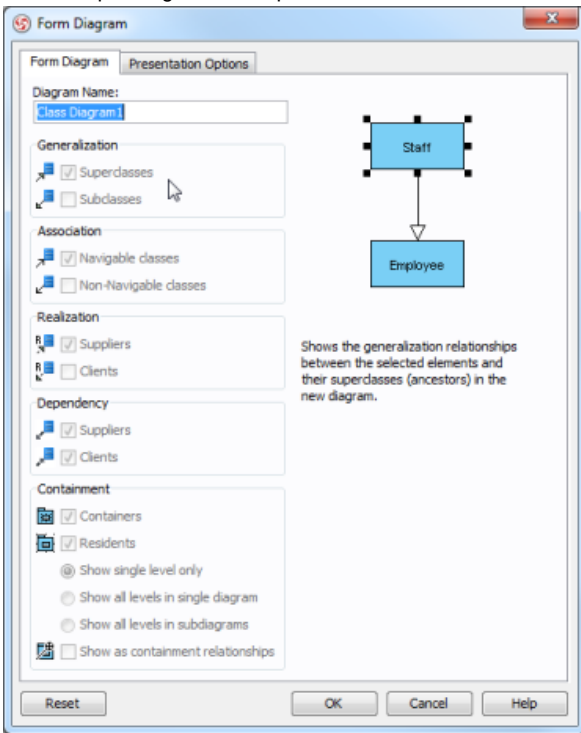 Form Diagram
Form Diagram
Presentation Options
Diagram Name:
Class Diagram1
Generalization
Superclasses
Subclasses
Association
Navigable classes
Non-Navigable classes
Realization
Suppliers
Clients
Dependency
Suppliers
Clients
Containment
Containers
Residents
Show single level only
Show all levels in single diagram
Show all levels in subdiagrams
Show as containment relationships
Staff
Employee
Shows the generalization relationships
between the selected elements and
their superclasses (ancestors) in the
new diagram.
Reset
OK
Cancel
Help